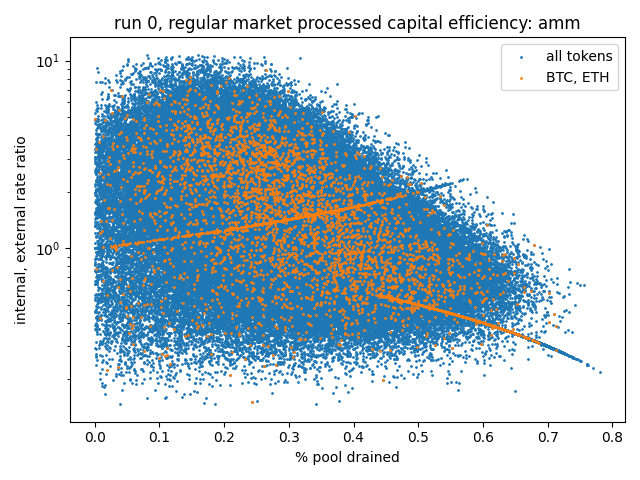 run 0, regular market processed capital efficiency: amm
all tokens
BTC, ETH
internal, external rate ratio
10¹
10⁰
0.0 0.1 0.2 0.3 0.4 0.5 0.6 0.7 0.8
% pool drained